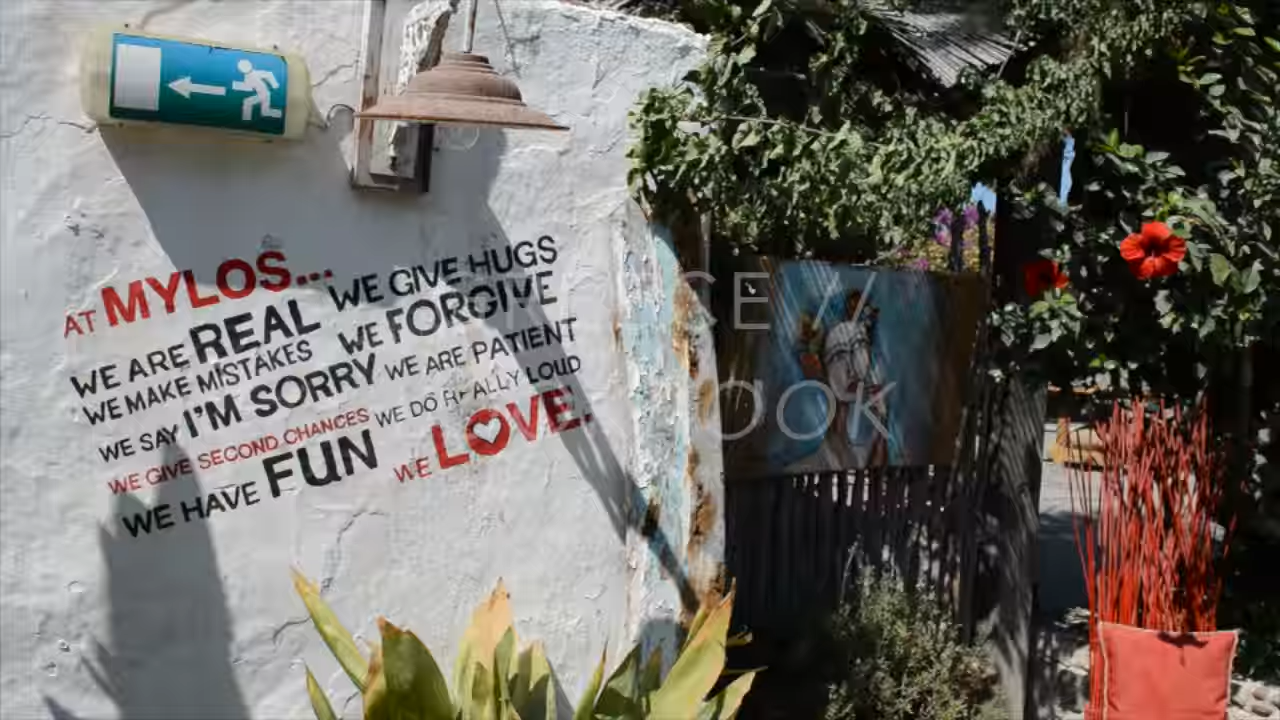 AT MYLOS... WE GIVE HUGS
WE ARE REAL WE FORGIVE
WE MAKE MISTAKES WE ARE PATIENT
WE SAY I'M SORRY WE DO REALLY LOUD
WE GIVE SECOND CHANCES WE LOVE.
WE HAVE FUN